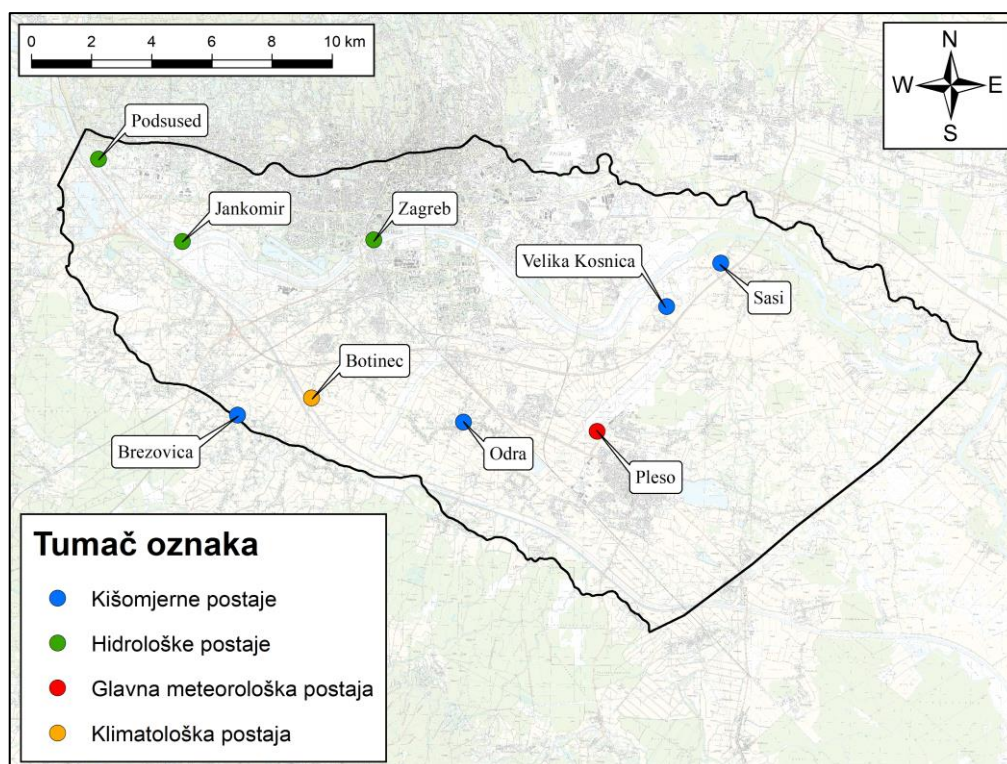 0 2 4 6 8 10 km
N
W E
S
Podsused
Jankomir
Zagreb
Velika Kosnica
Sasi
Botinec
Brezovica
Odra
Pleso
Tumač oznaka
Kišomjerne postaje
Hidrološke postaje
Glavna meteorološka postaja
Klimatološka postaja